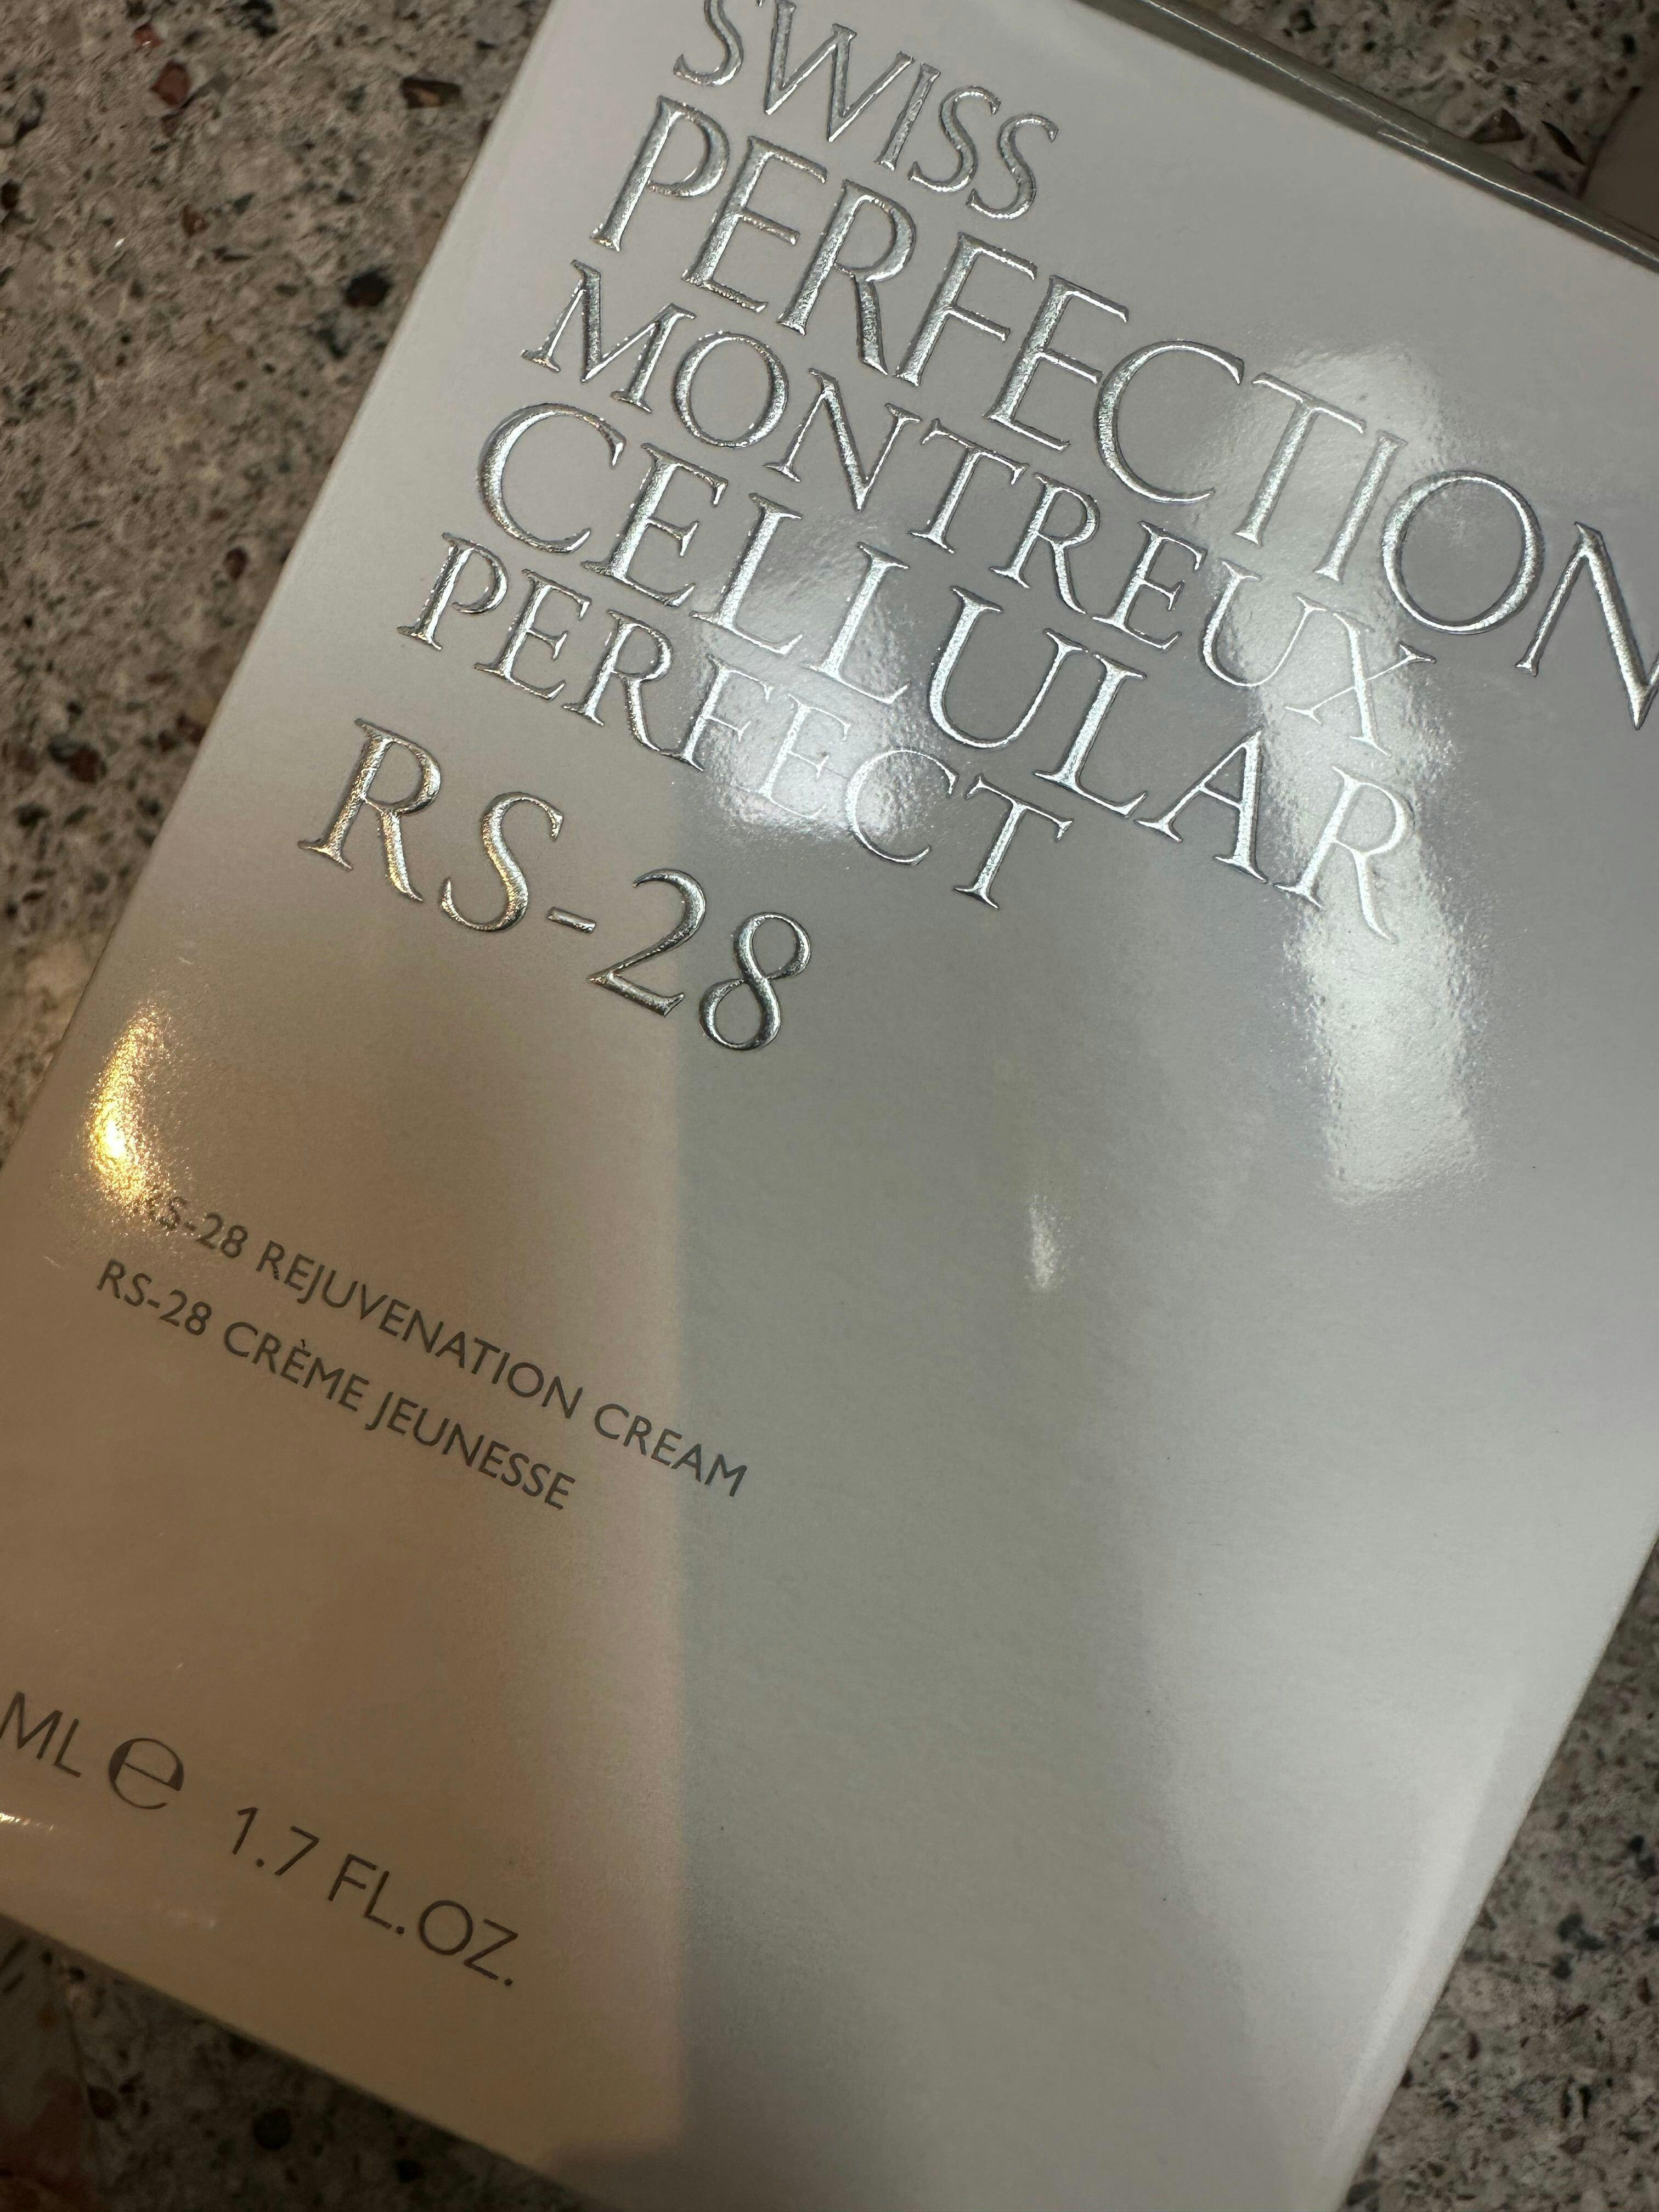 SWISS
PERFECTION
MONTREUX
CELLULAR
PERFECT
RS-28
RS-28 REJUVENATION CREAM
RS-28 CRÈME JEUNESSE
ML ℮ 1.7 FL.OZ.